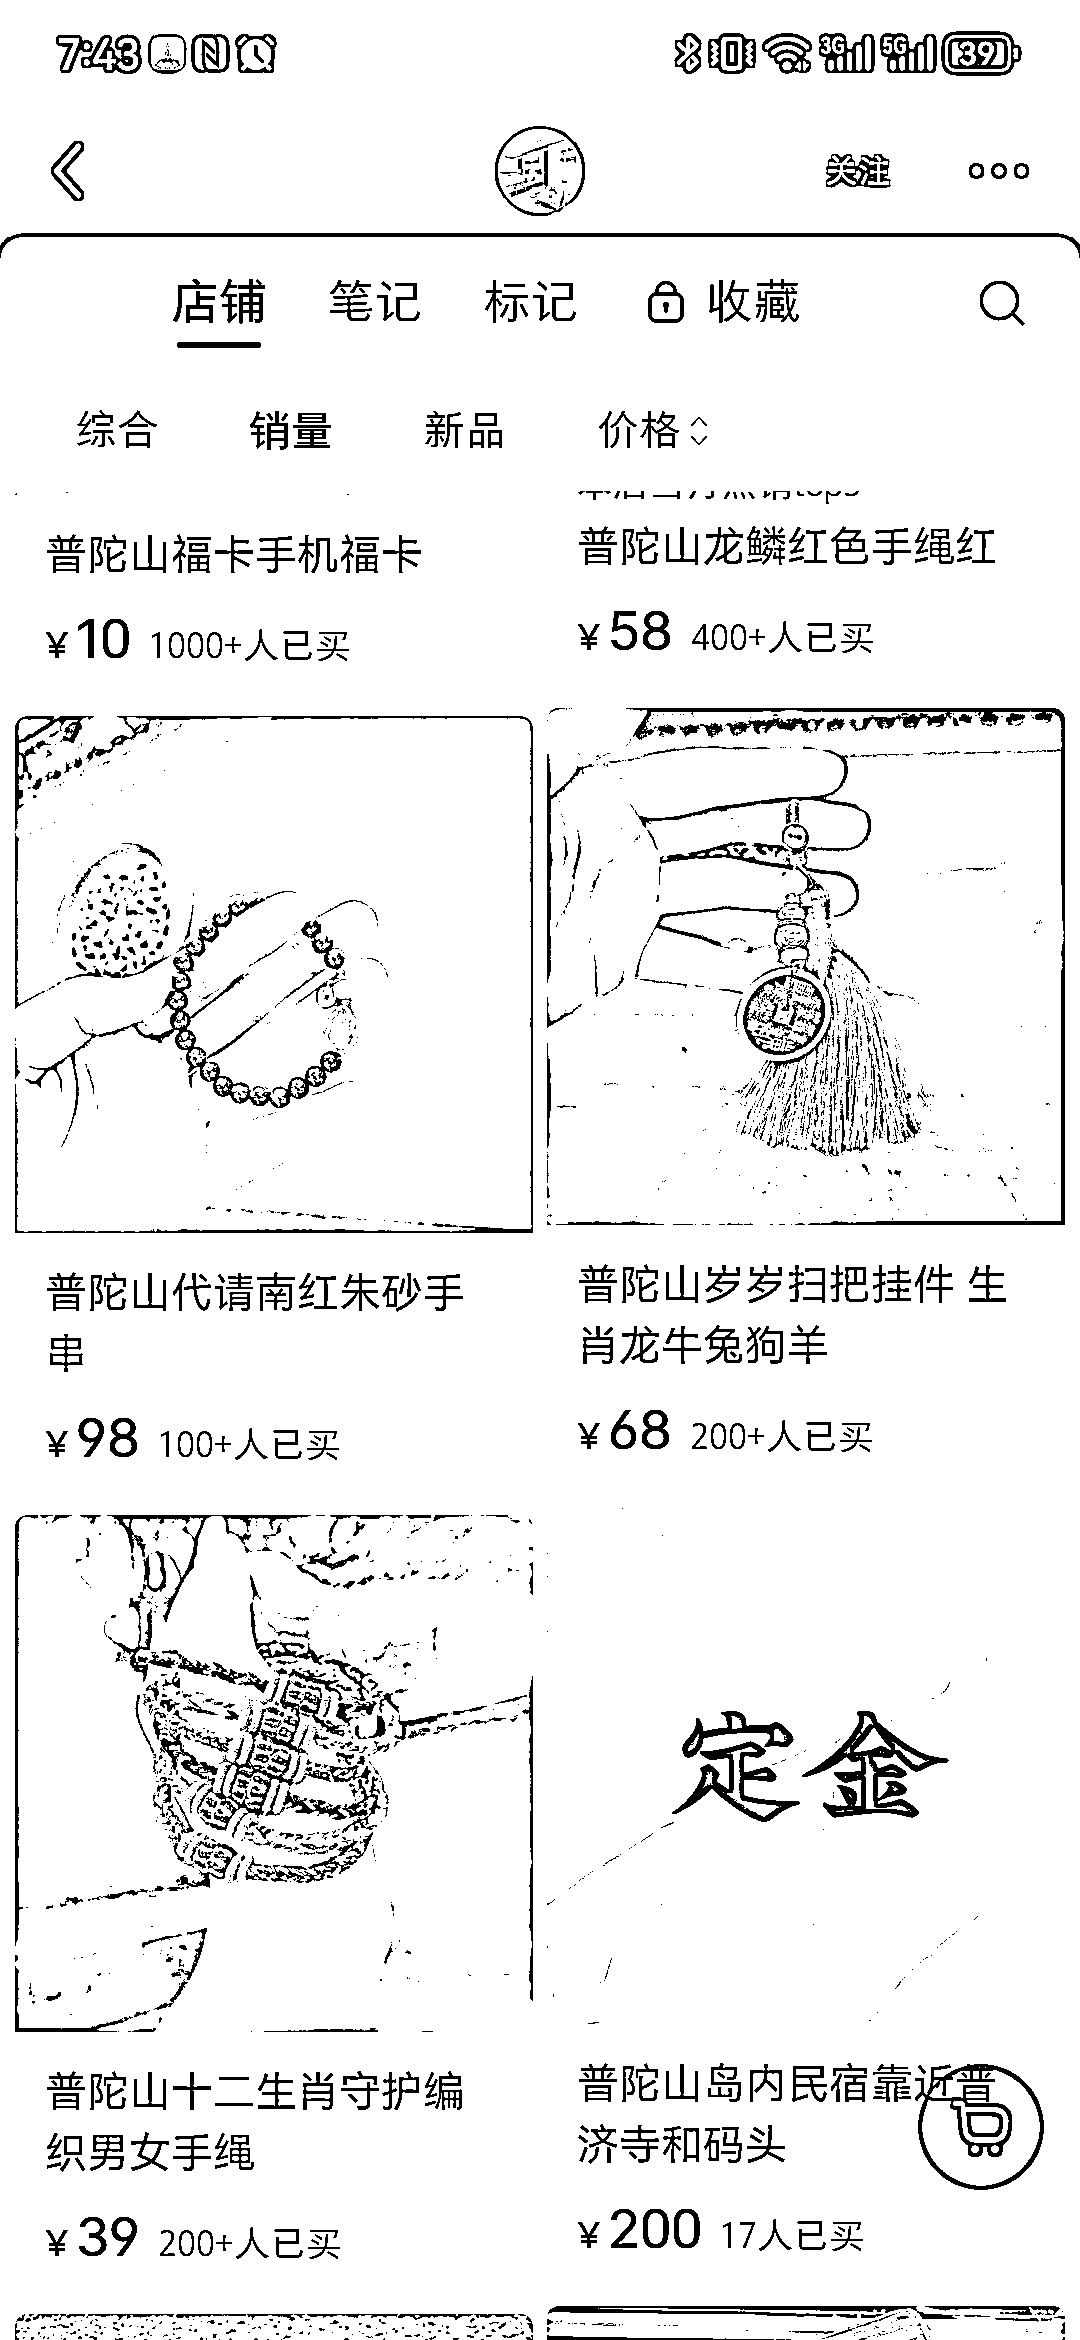 7:43
3G 5G 39
关注
店铺 笔记 标记 收藏
综合 销量 新品 价格
普陀山福卡手机福卡
¥10 1000+人已买
普陀山龙鳞红色手绳红
¥58 400+人已买
普陀山代请南红朱砂手
串
¥98 100+人已买
普陀山岁岁扫把挂件 生
肖龙牛兔狗羊
¥68 200+人已买
普陀山十二生肖守护编
织男女手绳
¥39 200+人已买
定金
普陀山岛内民宿靠近普
济寺和码头
¥200 17人已买